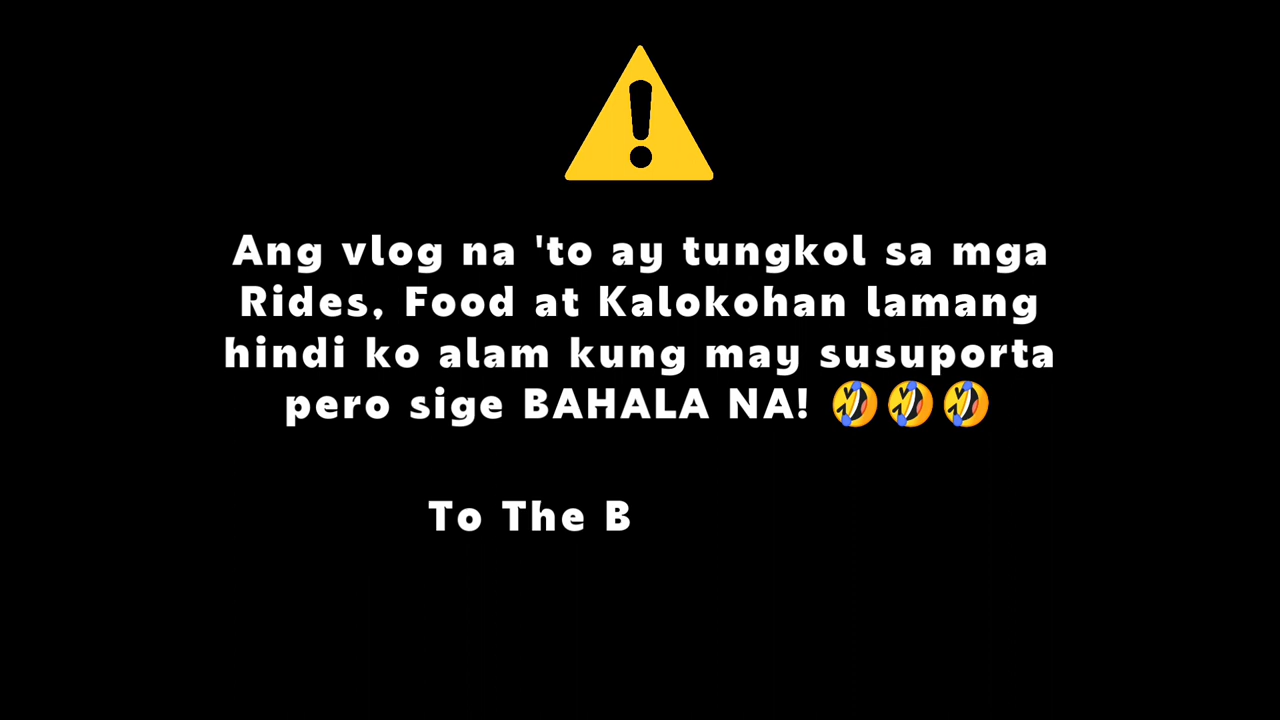 Ang vlog na 'to ay tungkol sa mga
Rides, Food at Kalokohan lamang
hindi ko alam kung may susuporta
pero sige BAHALA NA! 🤣🤣🤣
To The B